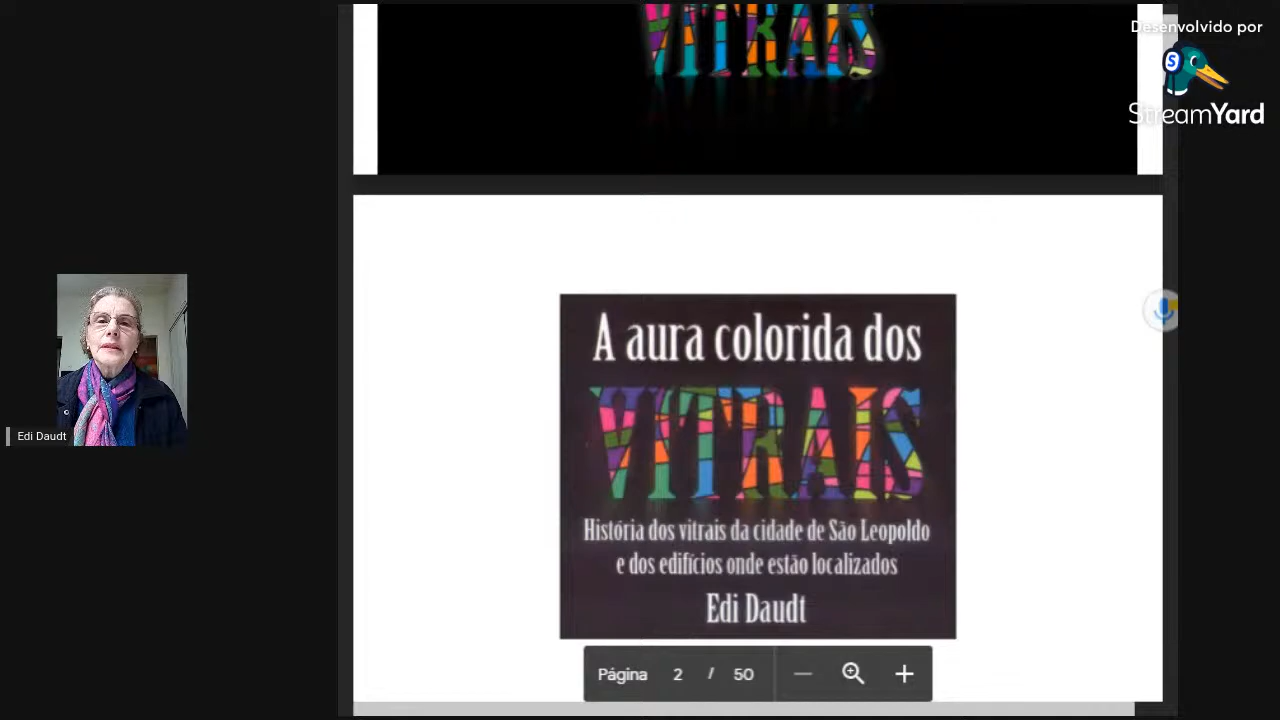 VITRAIS
Desenvolvido por
S
StreamYard
A aura colorida dos
VITRAIS
História dos vitrais da cidade de São Leopoldo
e dos edifícios onde estão localizados
Edi Daudt
Edi Daudt
Página 2 / 50